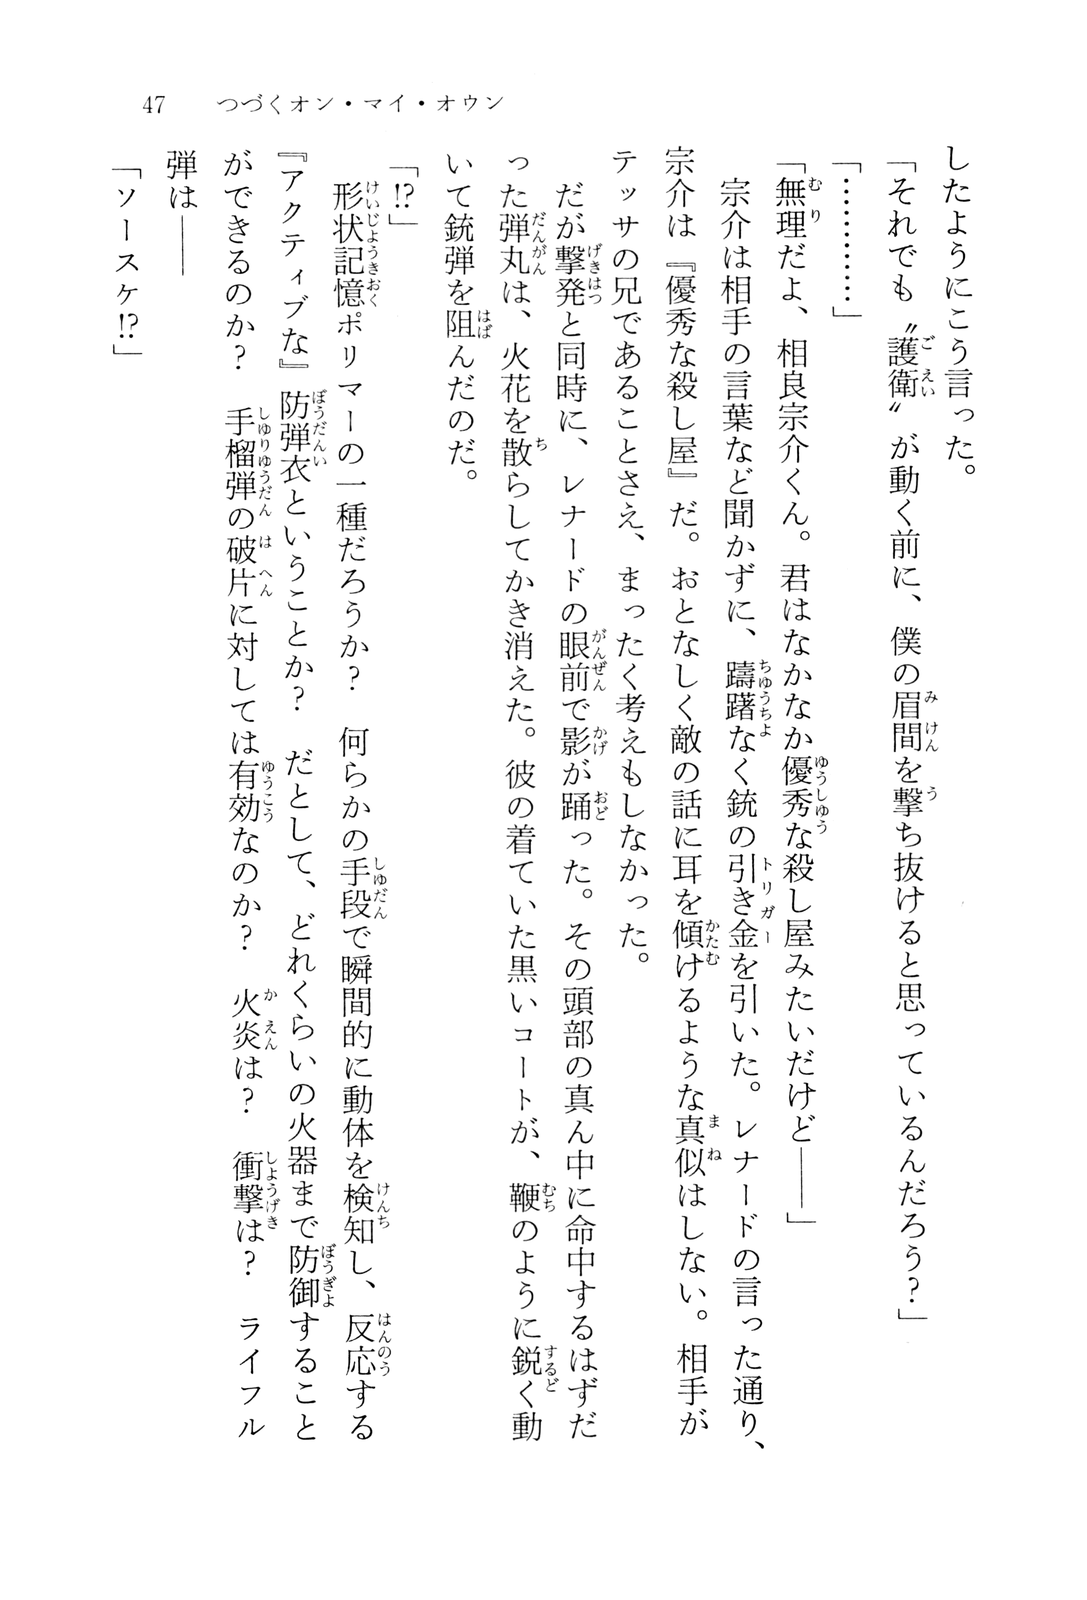 47　つづくオン・マイ・オウン
したようにこう言った。
「それでも〝護衛〟が動く前に、僕の眉間を撃ち抜けると思っているんだろう？」
「…………」
「無理だよ、相良宗介くん。君はなかなか優秀な殺し屋みたいだけど――」
　宗介は相手の言葉など聞かずに、躊躇なく銃の引き金を引いた。レナードの言った通り、
宗介は『優秀な殺し屋』だ。おとなしく敵の話に耳を傾けるような真似はしない。相手が
テッサの兄であることさえ、まったく考えもしなかった。
　だが撃発と同時に、レナードの眼前で影が踊った。その頭部の真ん中に命中するはずだ
った弾丸は、火花を散らしてかき消えた。彼の着ていた黒いコートが、鞭のように鋭く動
いて銃弾を阻んだのだ。
「!?」
　形状記憶ポリマーの一種だろうか？　何らかの手段で瞬間的に動体を検知し、反応する
『アクティブな』防弾衣ということか？　だとして、どれくらいの火器まで防御すること
ができるのか？　手榴弾の破片に対しては有効なのか？　火炎は？　衝撃は？　ライフル
弾は――
「ソースケ!?」